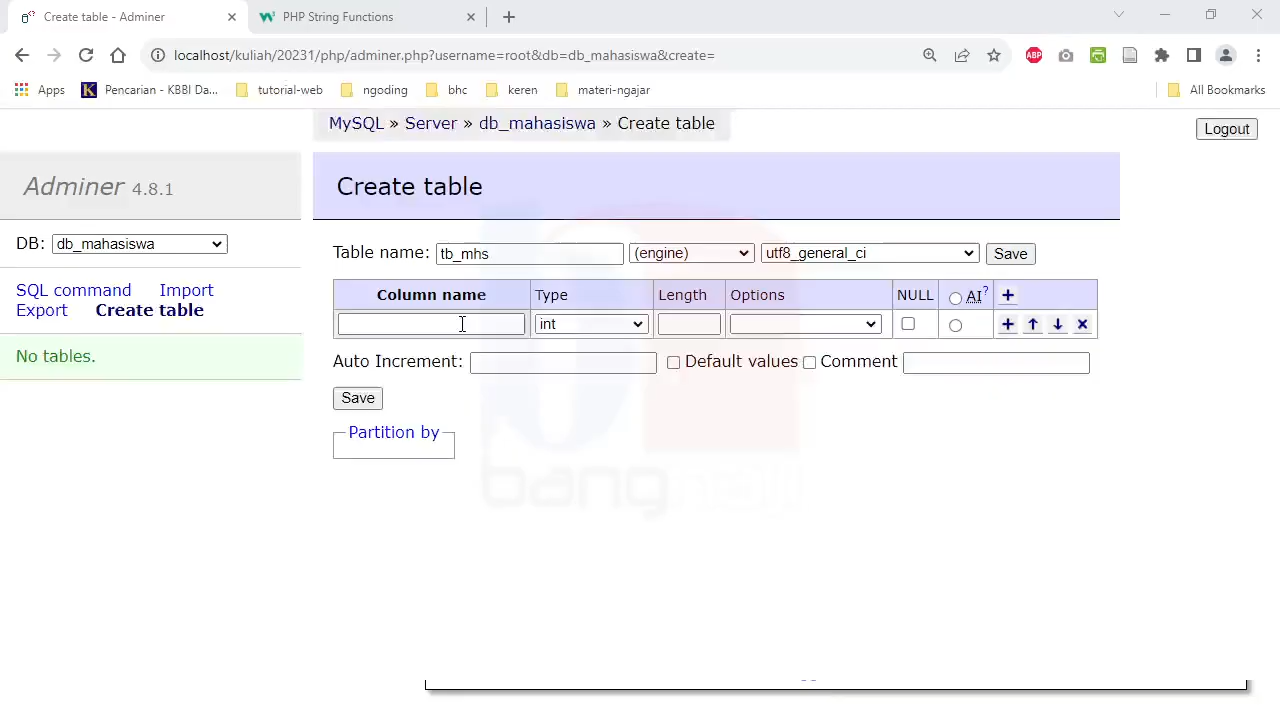 Create table - Adminer
PHP String Functions
localhost/kuliah/20231/php/adminer.php?username=root&db=db_mahasiswa&create=
ABP
Apps
Pencarian - KBBI Da...
tutorial-web
ngoding
bhc
keren
materi-ngajar
All Bookmarks
MySQL » Server » db_mahasiswa » Create table
Logout
Adminer 4.8.1
Create table
DB: db_mahasiswa
Table name: tb_mhs (engine) utf8_general_ci Save
SQL command Import
Export Create table
Column name Type Length Options NULL AI? +
int
No tables.
Auto Increment: Default values Comment
Save
Partition by